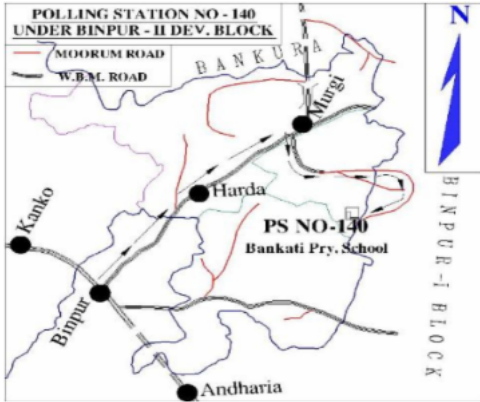 POLLING STATION NO - 140
UNDER BINPUR - II DEV. BLOCK
MOORUM ROAD
W.B.M. ROAD
N
BANKURA
Murgi
Harda
Kanko
PS NO-140
Bankati Pry. School
BINPUR-I BLOCK
Binpur
Andharia